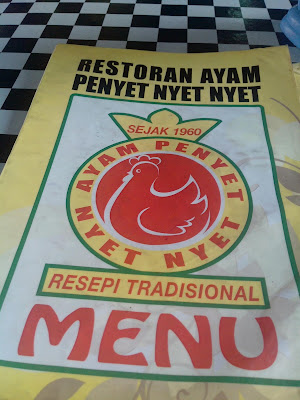 RESTORAN AYAM
PENYET NYET NYET
SEJAK 1960
AYAM PENYET
NYET NYET
RESEPI TRADISIONAL
MENU